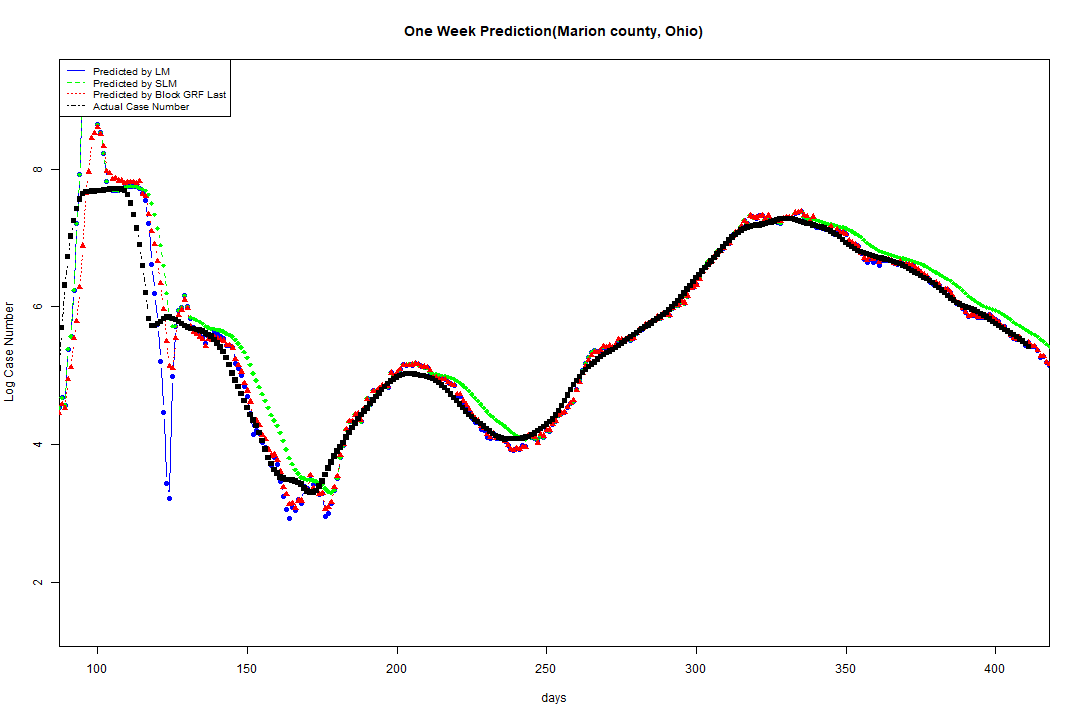 One Week Prediction(Marion county, Ohio)
Predicted by LM
Predicted by SLM
Predicted by Block GRF Last
Actual Case Number
8
6
4
2
Log Case Number
100 150 200 250 300 350 400
days